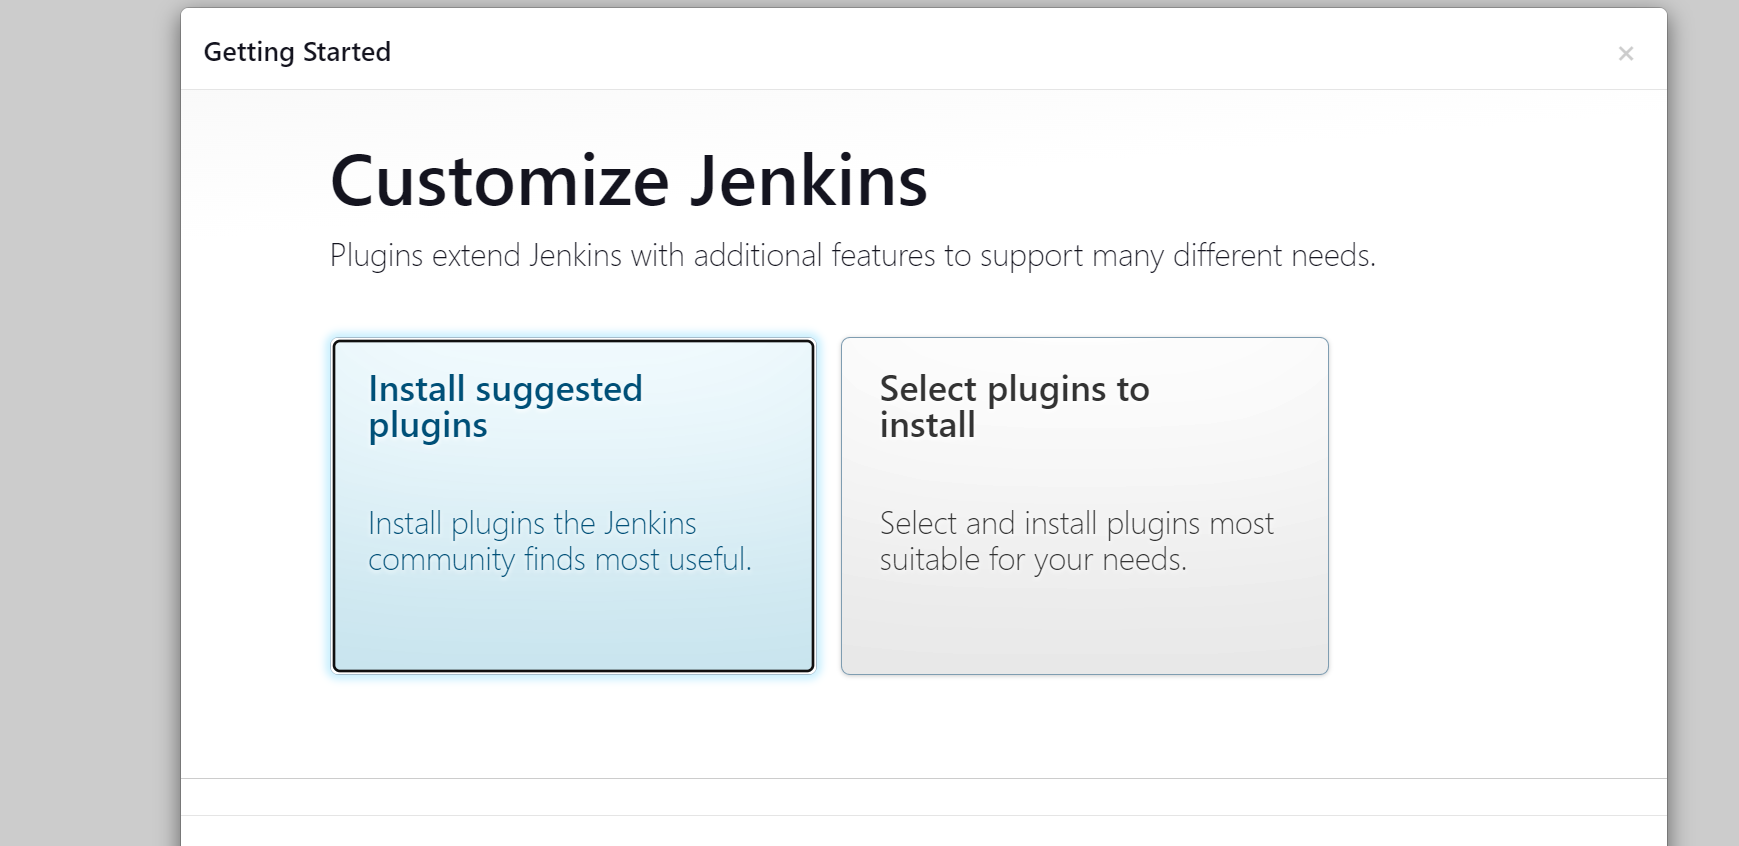 Getting Started
×
Customize Jenkins
Plugins extend Jenkins with additional features to support many different needs.
Install suggested
plugins
Install plugins the Jenkins
community finds most useful.
Select plugins to
install
Select and install plugins most
suitable for your needs.